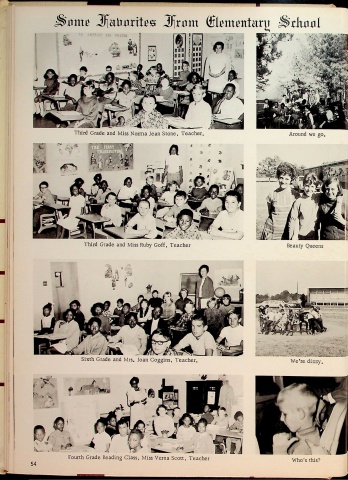 Some Favorites From Elementary School
Third Grade and Miss Norma Jean Stone, Teacher,
Around we go,
Third Grade and Miss Ruby Goff, Teacher
Beauty Queens
Sixth Grade and Mrs, Joan Coggins, Teacher,
We're dizzy,
Fourth Grade Reading Class, Miss Verna Scott, Teacher
Who's this?
54